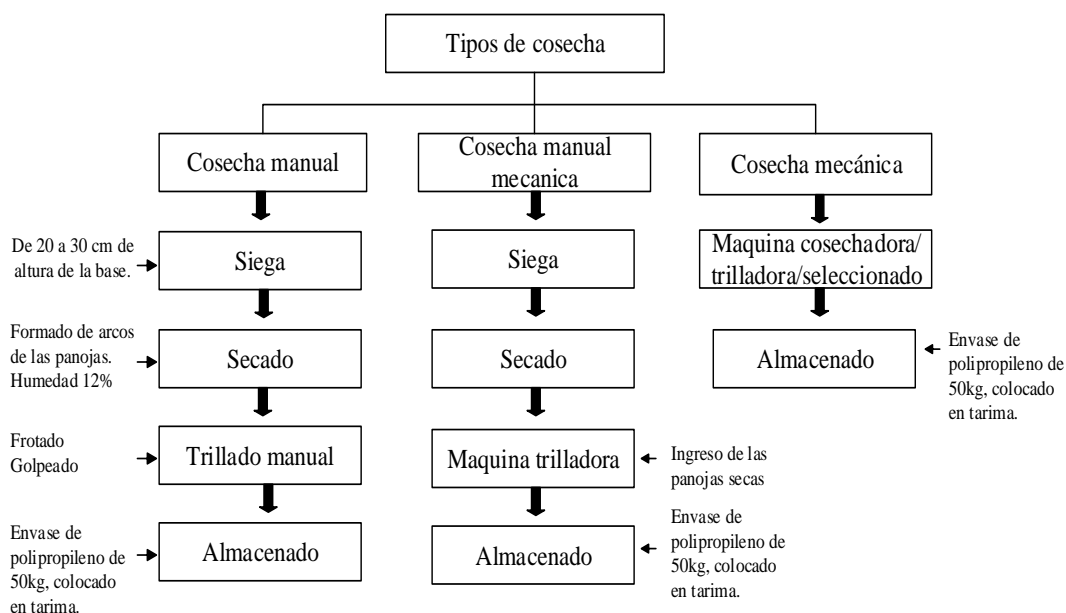 Tipos de cosecha
Cosecha manual
Cosecha manual
mecanica
Cosecha mecánica
De 20 a 30 cm de
altura de la base.
Siega
Siega
Maquina cosechadora/
trilladora/seleccionado
Formado de arcos
de las panojas.
Humedad 12%
Secado
Secado
Almacenado
Envase de
polipropileno de
50kg, colocado
en tarima.
Frotado
Golpeado
Trillado manual
Maquina trilladora
Ingreso de las
panojas secas
Envase de
polipropileno de
50kg, colocado
en tarima.
Almacenado
Almacenado
Envase de
polipropileno de
50kg, colocado
en tarima.